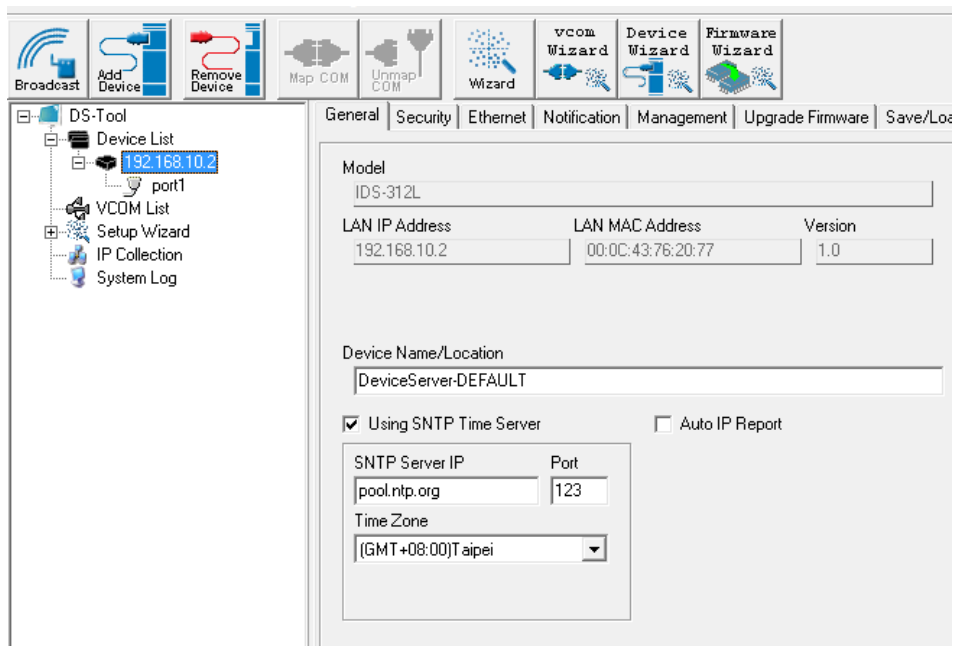 Broadcast
Add Device
Remove Device
Map COM
Unmap COM
Wizard
vcom Wizard
Device Wizard
Firmware Wizard
DS-Tool
Device List
192.168.10.2
port1
VCOM List
Setup Wizard
IP Collection
System Log
General Security Ethernet Notification Management Upgrade Firmware Save/Loa
Model
IDS-312L
LAN IP Address LAN MAC Address Version
192.168.10.2 00:0C:43:76:20:77 1.0
Device Name/Location
DeviceServer-DEFAULT
Using SNTP Time Server Auto IP Report
SNTP Server IP Port
pool.ntp.org 123
Time Zone
(GMT+08:00)Taipei